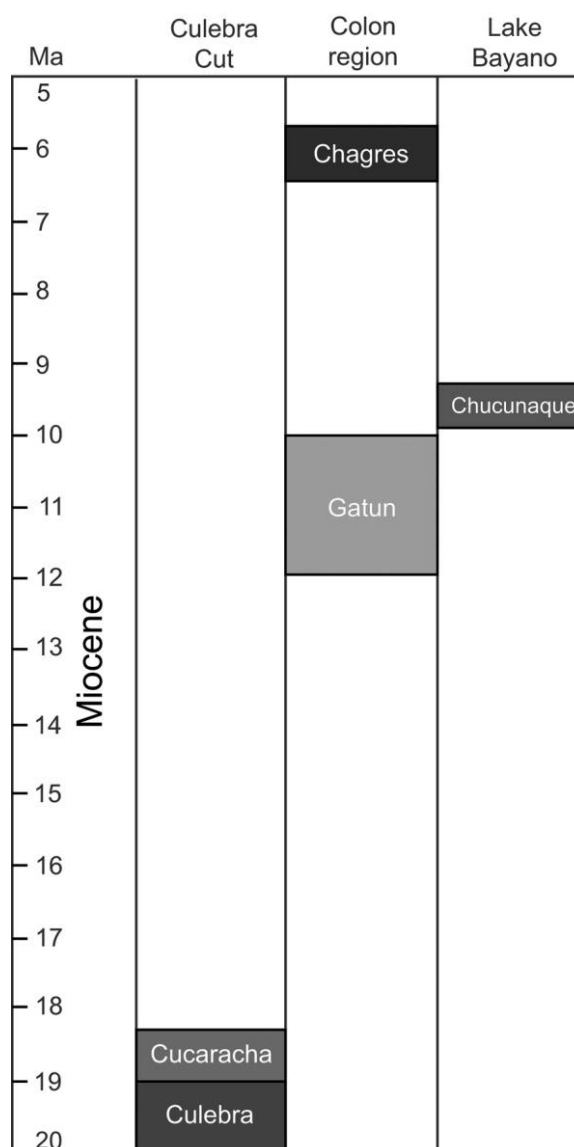 Ma
Culebra
Cut
Colon
region
Lake
Bayano
5
6
Chagres
7
8
9
Chucunaque
10
11
Gatun
12
13
Miocene
14
15
16
17
18
Cucaracha
19
Culebra
20